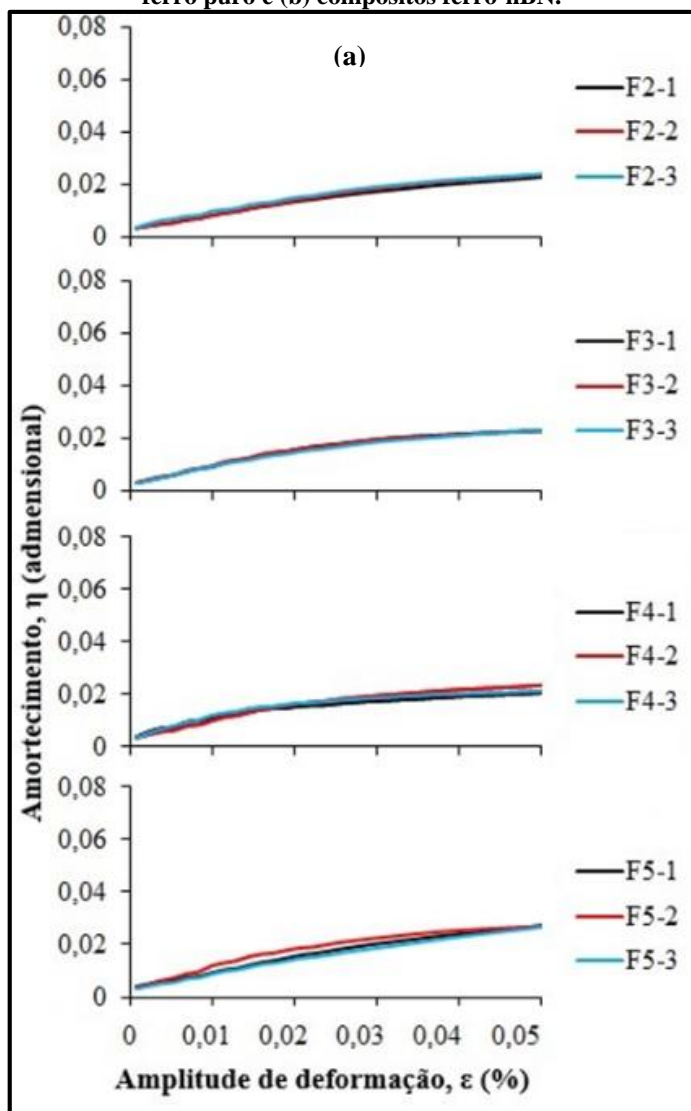 ferro puro e (b) compósitos ferro-hBN.
(a)
0,08
0,06
0,04
0,02
0
F2-1
F2-2
F2-3
0,08
0,06
0,04
0,02
0
F3-1
F3-2
F3-3
0,08
0,06
0,04
0,02
0
F4-1
F4-2
F4-3
0,08
0,06
0,04
0,02
0
F5-1
F5-2
F5-3
Amortecimento, η (admensional)
0 0,01 0,02 0,03 0,04 0,05
Amplitude de deformação, ε (%)